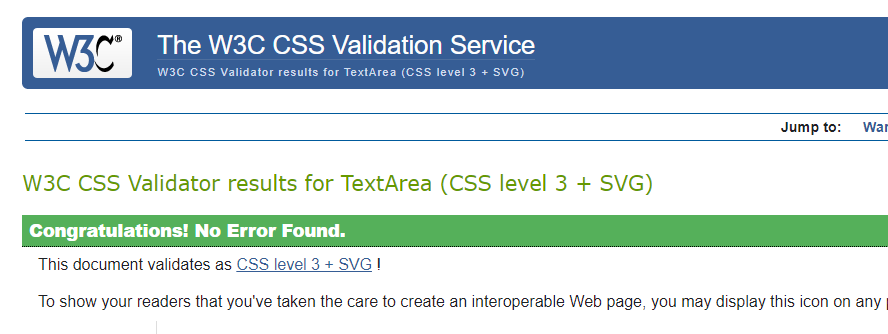 W3C®
The W3C CSS Validation Service
W3C CSS Validator results for TextArea (CSS level 3 + SVG)
Jump to:
W3C CSS Validator results for TextArea (CSS level 3 + SVG)
Congratulations! No Error Found.
This document validates as CSS level 3 + SVG !
To show your readers that you've taken the care to create an interoperable Web page, you may display this icon on any